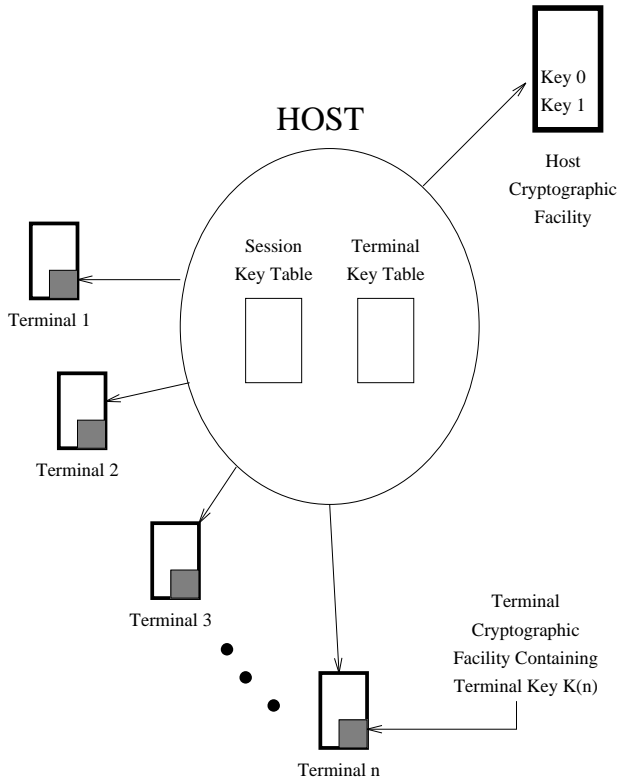 Key 0
Key 1
HOST
Host
Cryptographic
Facility
Session
Key Table
Terminal
Key Table
Terminal 1
Terminal 2
Terminal 3
Terminal
Cryptographic
Facility Containing
Terminal Key K(n)
Terminal n